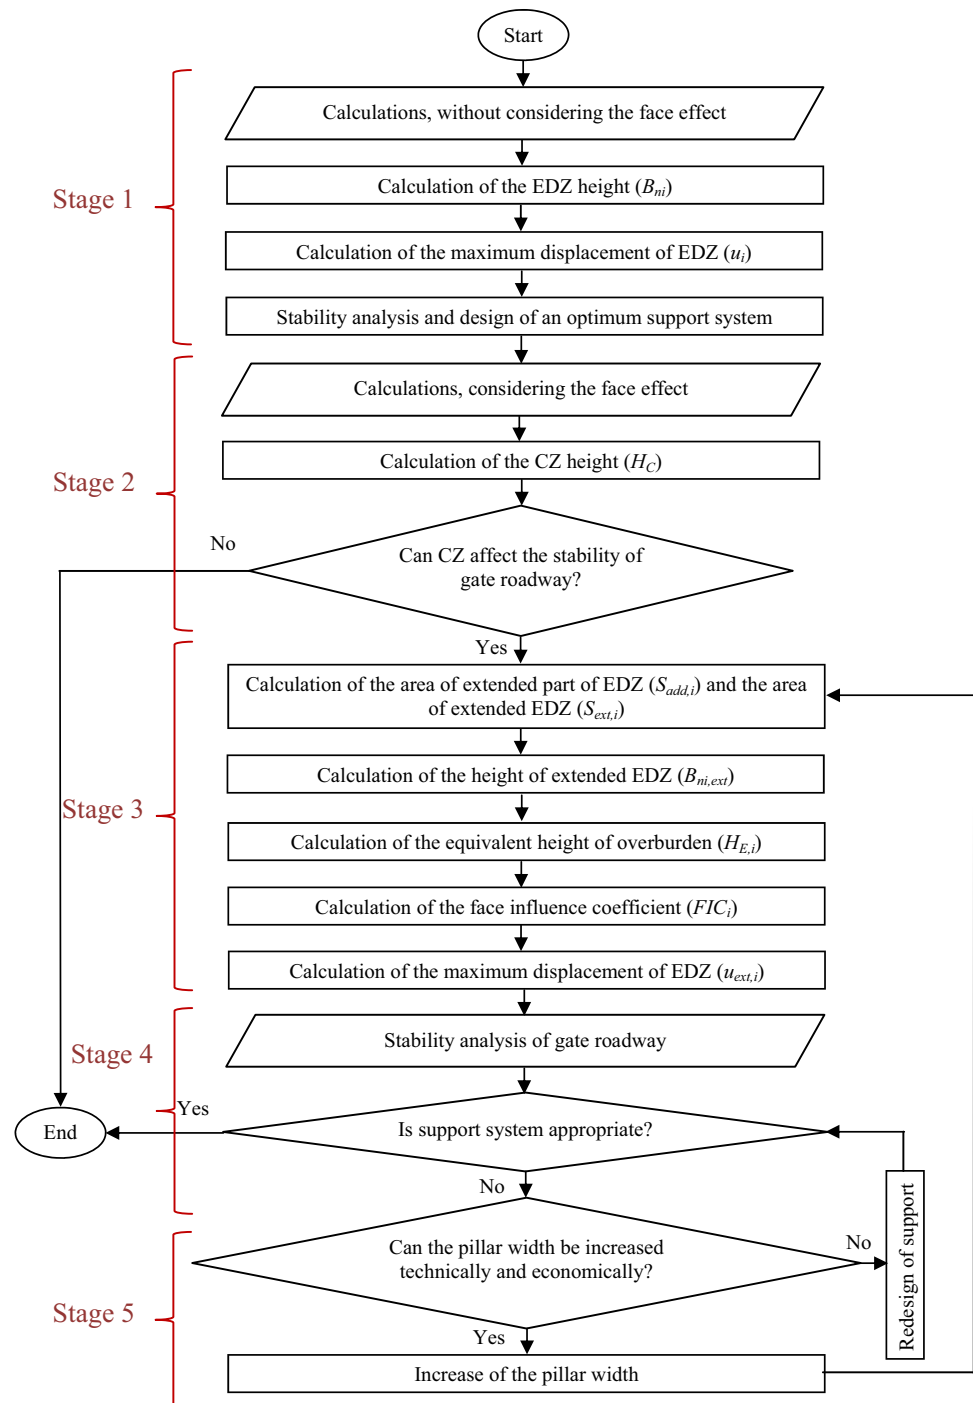 Start
Calculations, without considering the face effect
Stage 1
Calculation of the EDZ height (Bni)
Calculation of the maximum displacement of EDZ (ui)
Stability analysis and design of an optimum support system
Calculations, considering the face effect
Stage 2
Calculation of the CZ height (HC)
No
Can CZ affect the stability of
gate roadway?
Yes
Calculation of the area of extended part of EDZ (Sadd,i) and the area
of extended EDZ (Sext,i)
Calculation of the height of extended EDZ (Bni,ext)
Stage 3
Calculation of the equivalent height of overburden (HE,i)
Calculation of the face influence coefficient (FICi)
Calculation of the maximum displacement of EDZ (uext,i)
Stability analysis of gate roadway
Stage 4
Yes
End
Is support system appropriate?
No
Redesign of support
Can the pillar width be increased
technically and economically?
No
Stage 5
Yes
Increase of the pillar width